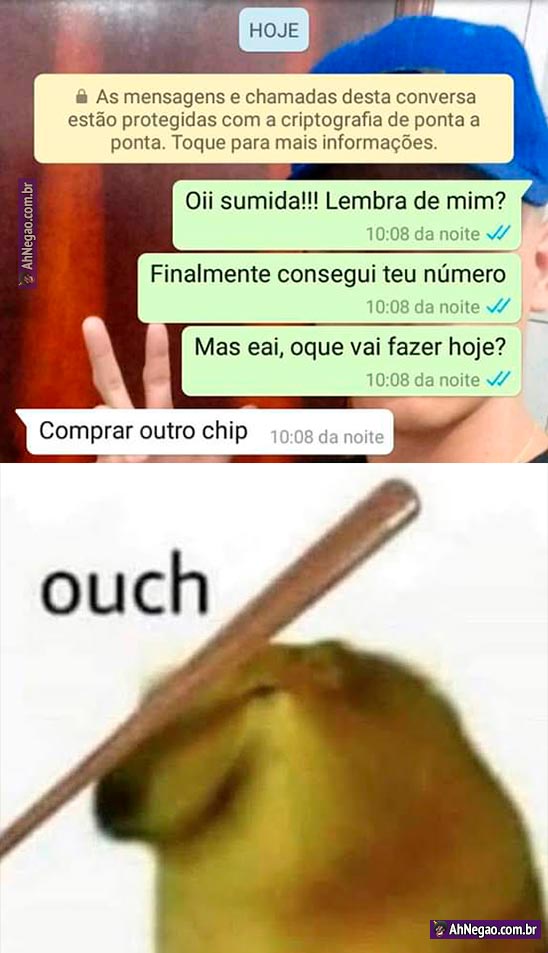 HOJE
As mensagens e chamadas desta conversa
estão protegidas com a criptografia de ponta a
ponta. Toque para mais informações.
Oii sumida!!! Lembra de mim?
10:08 da noite
AhNegao.com.br
Finalmente consegui teu número
10:08 da noite
Mas eai, oque vai fazer hoje?
10:08 da noite
Comprar outro chip 10:08 da noite
ouch
AhNegao.com.br